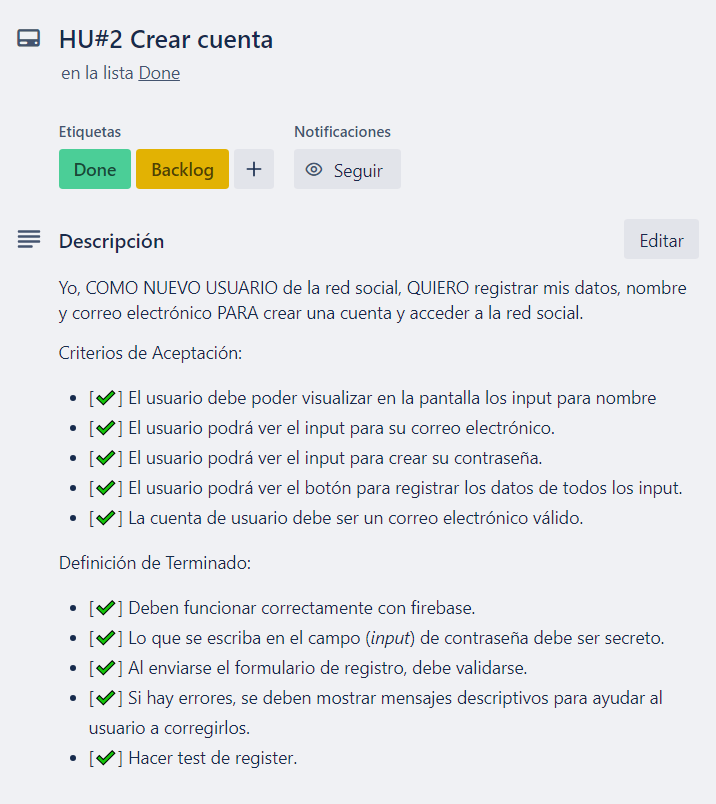 HU#2 Crear cuenta
en la lista Done
Etiquetas
Notificaciones
Done
Backlog
+
Seguir
Descripción
Editar
Yo, COMO NUEVO USUARIO de la red social, QUIERO registrar mis datos, nombre
y correo electrónico PARA crear una cuenta y acceder a la red social.
Criterios de Aceptación:
• [✔] El usuario debe poder visualizar en la pantalla los input para nombre
• [✔] El usuario podrá ver el input para su correo electrónico.
• [✔] El usuario podrá ver el input para crear su contraseña.
• [✔] El usuario podrá ver el botón para registrar los datos de todos los input.
• [✔] La cuenta de usuario debe ser un correo electrónico válido.
Definición de Terminado:
• [✔] Deben funcionar correctamente con firebase.
• [✔] Lo que se escriba en el campo (input) de contraseña debe ser secreto.
• [✔] Al enviarse el formulario de registro, debe validarse.
• [✔] Si hay errores, se deben mostrar mensajes descriptivos para ayudar al
usuario a corregirlos.
• [✔] Hacer test de register.